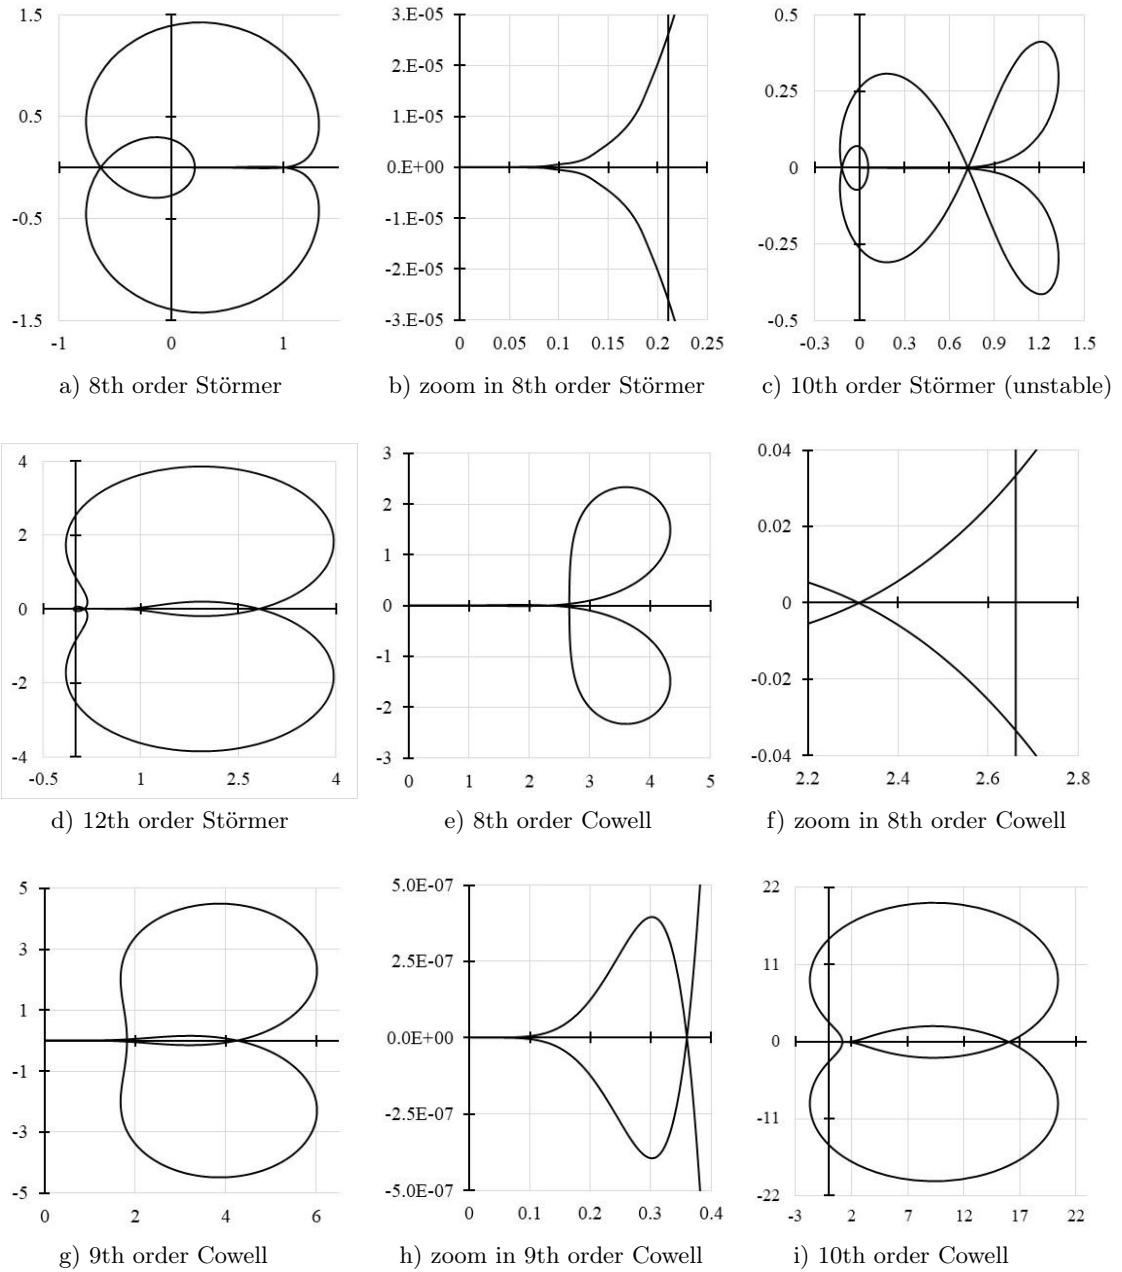 1.5
0.5
0
-0.5
-1.5
-1 0 1
a) 8th order Störmer
3.E-05
2.E-05
1.E-05
0.E+00
-1.E-05
-2.E-05
-3.E-05
0 0.05 0.1 0.15 0.2 0.25
b) zoom in 8th order Störmer
0.5
0.25
0
-0.25
-0.5
-0.3 0 0.3 0.6 0.9 1.2 1.5
c) 10th order Störmer (unstable)
4
2
0
-2
-4
-0.5 1 2.5 4
d) 12th order Störmer
3
2
1
0
-1
-2
-3
0 1 2 3 4 5
e) 8th order Cowell
0.04
0.02
0
-0.02
-0.04
2.2 2.4 2.6 2.8
f) zoom in 8th order Cowell
5
3
1
-1
-3
-5
0 2 4 6
g) 9th order Cowell
5.0E-07
2.5E-07
0.0E+00
-2.5E-07
-5.0E-07
0 0.1 0.2 0.3 0.4
h) zoom in 9th order Cowell
22
11
0
-11
-22
-3 2 7 12 17 22
i) 10th order Cowell